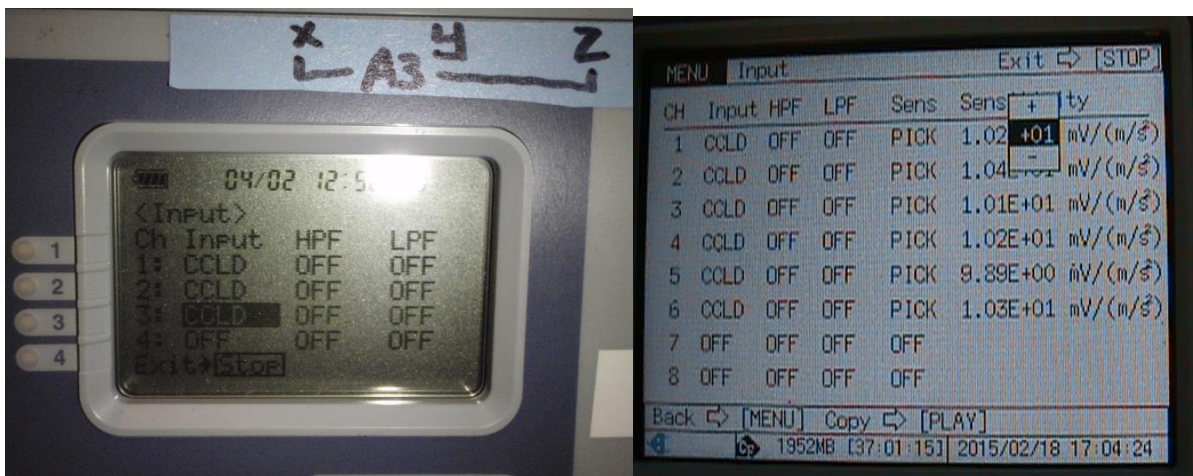 X Y Z
A3
04/02 12:5
<Input>
Ch Input HPF LPF
1: CCLD OFF OFF
2: CCLD OFF OFF
3: CCLD OFF OFF
4: OFF OFF OFF
Exit→Stop
1
2
3
4
MENU Input Exit ⇨ [STOP]
CH Input HPF LPF Sens Sens ty
1 CCLD OFF OFF PICK 1.02 +01 mV/(m/s²)
2 CCLD OFF OFF PICK 1.04 mV/(m/s²)
3 CCLD OFF OFF PICK 1.01E+01 mV/(m/s²)
4 CCLD OFF OFF PICK 1.02E+01 mV/(m/s²)
5 CCLD OFF OFF PICK 9.89E+00 mV/(m/s²)
6 CCLD OFF OFF PICK 1.03E+01 mV/(m/s²)
7 OFF OFF OFF OFF
8 OFF OFF OFF OFF
+
-
Back ⇨ [MENU] Copy ⇨ [PLAY]
1952MB [37:01:15] 2015/02/18 17:04:24